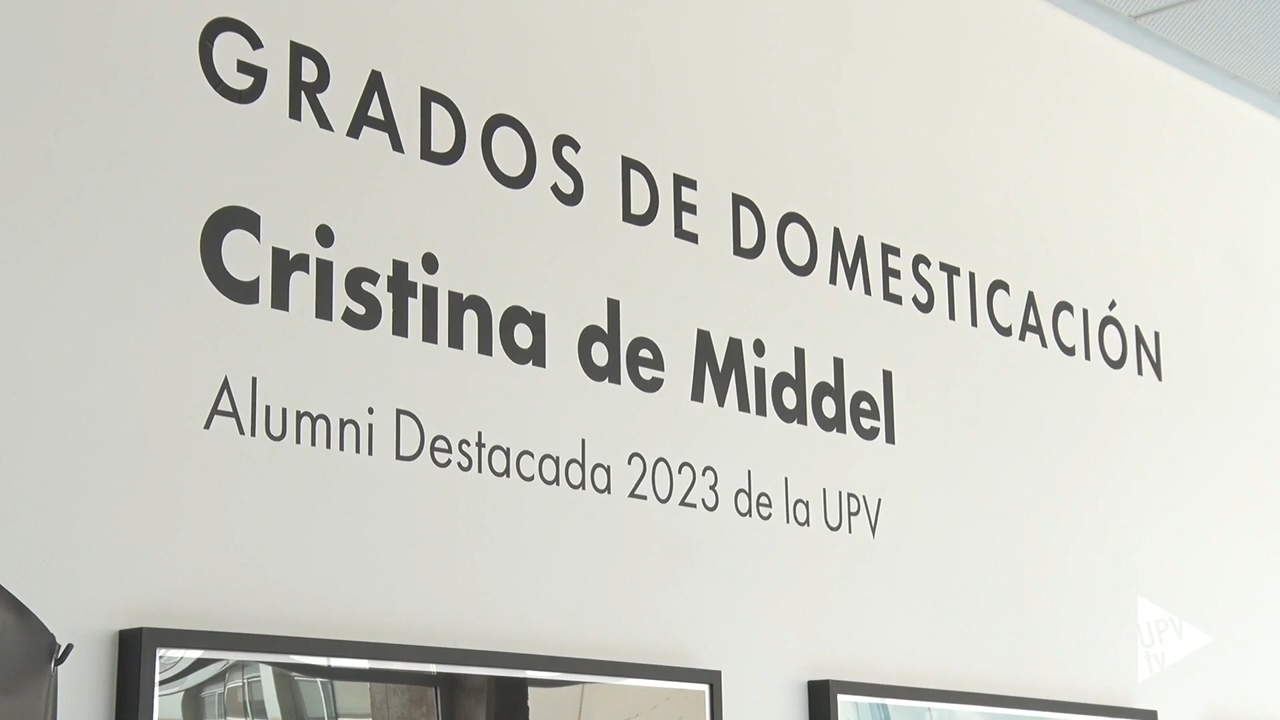 GRADOS DE DOMESTICACIÓN
Cristina de Middel
Alumni Destacada 2023 de la UPV
UPV
tv